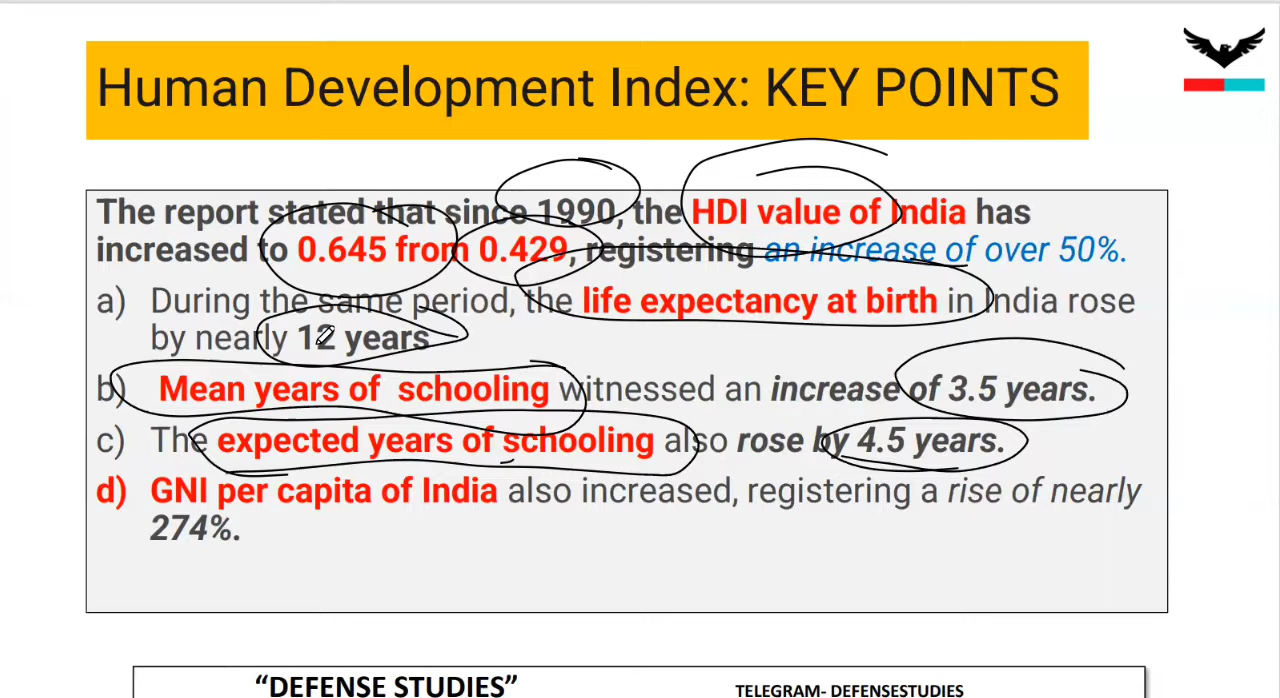 Human Development Index: KEY POINTS
The report stated that since 1990, the HDI value of India has
increased to 0.645 from 0.429, registering an increase of over 50%.
a) During the same period, the life expectancy at birth in India rose
by nearly 12 years
b) Mean years of schooling witnessed an increase of 3.5 years.
c) The expected years of schooling also rose by 4.5 years.
d) GNI per capita of India also increased, registering a rise of nearly
274%.
“DEFENSE STUDIES” TELEGRAM- DEFENSESTUDIES